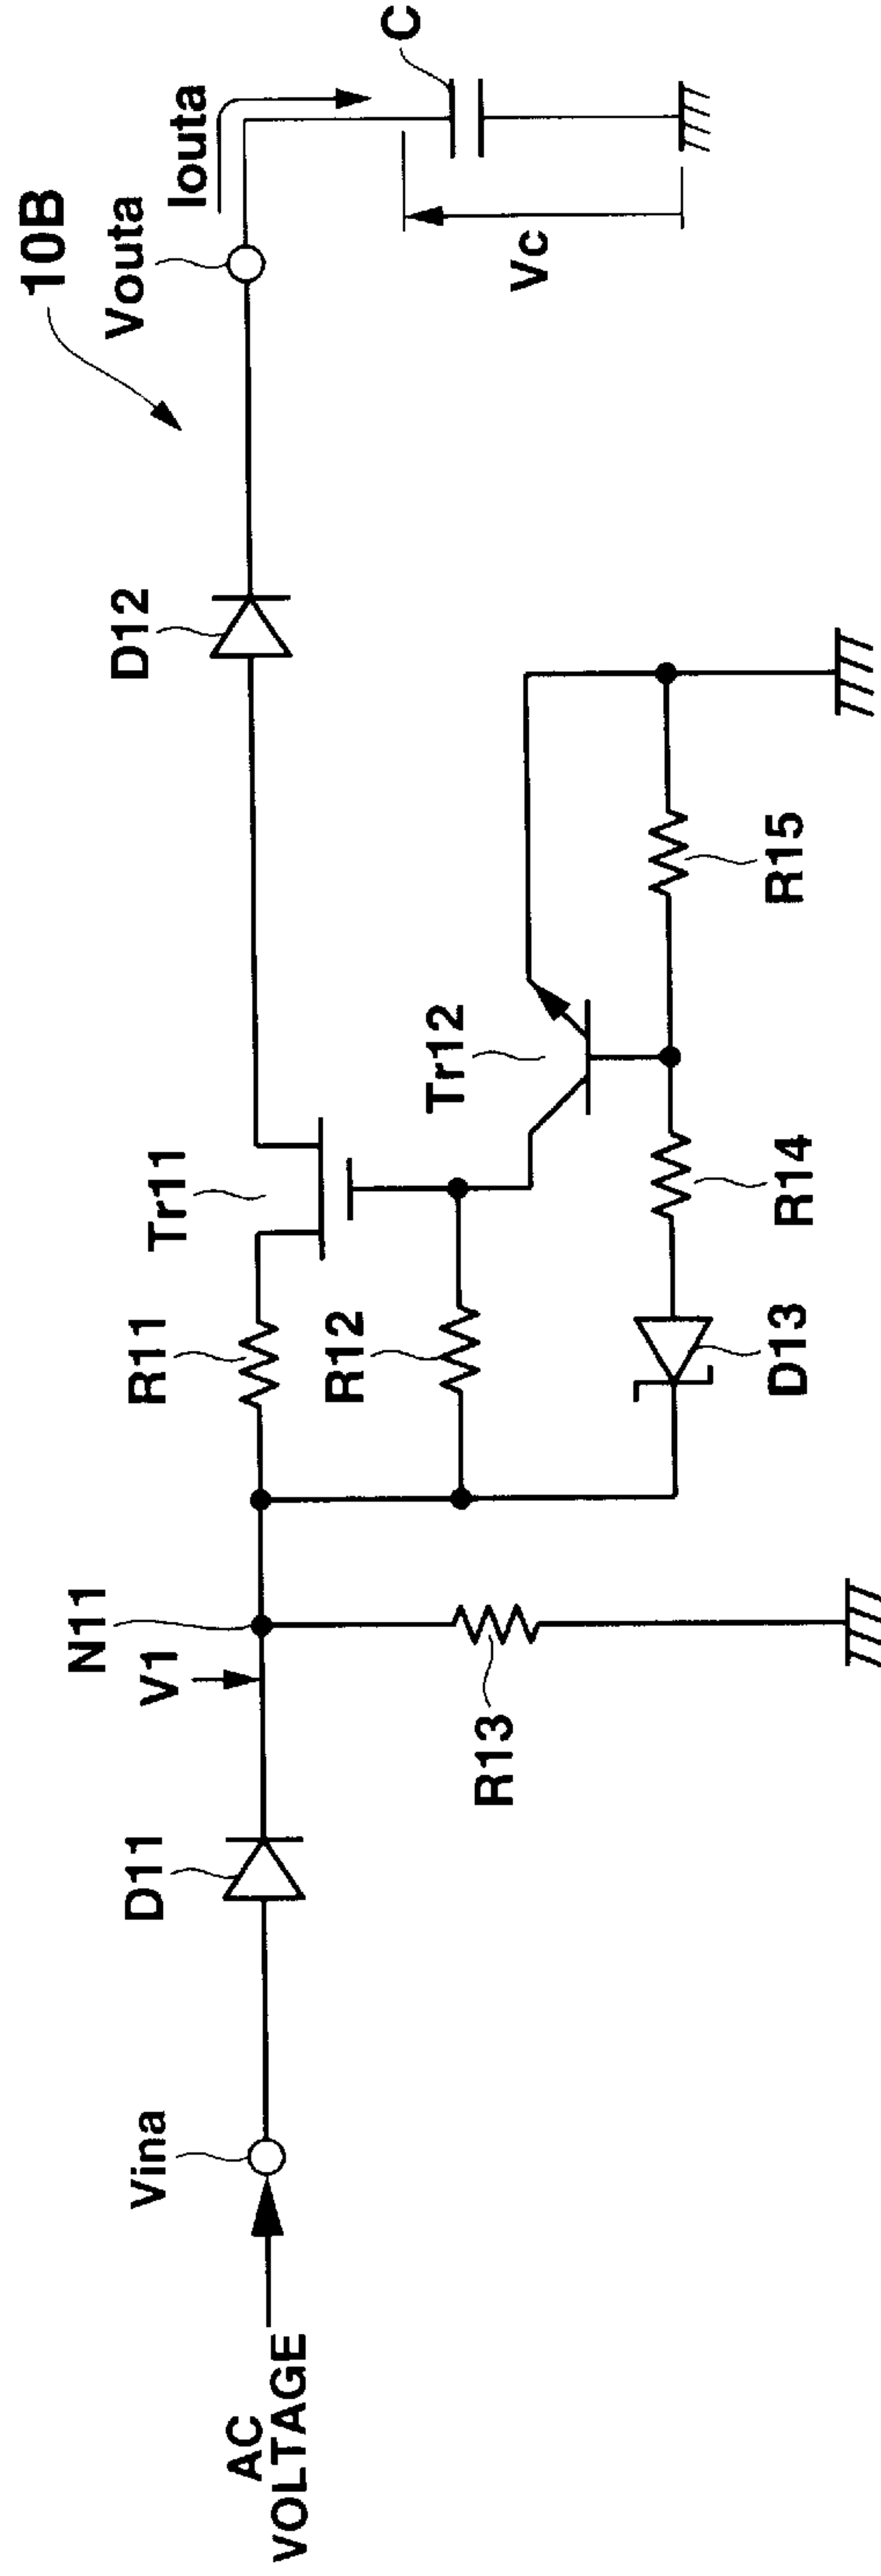 10B
AC
VOLTAGE
Vina
D11
V1
N11
R11
Tr11
D12
Vouta
Iouta
C
R12
Tr12
Vc
R13
D13
R14
R15